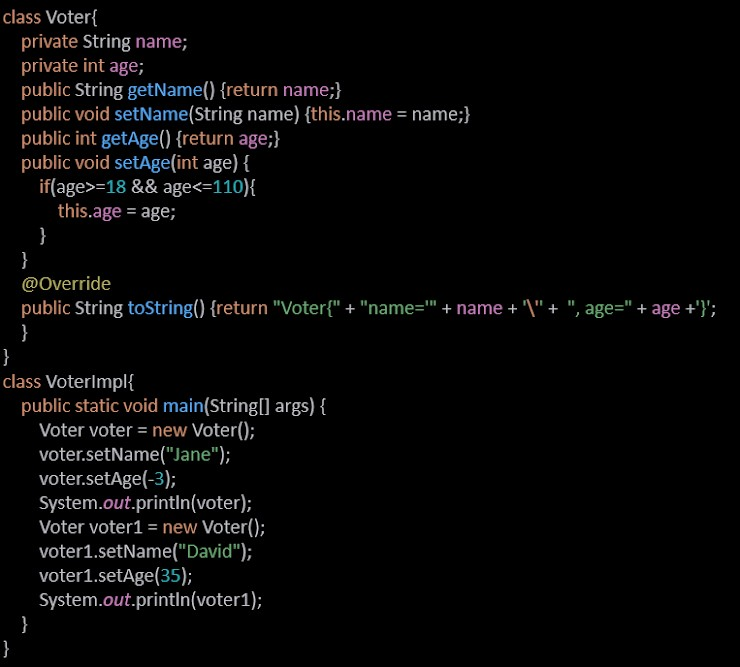 class Voter{
private String name;
private int age;
public String getName() {return name;}
public void setName(String name) {this.name = name;}
public int getAge() {return age;}
public void setAge(int age) {
if(age>=18 && age<=110){
this.age = age;
}
}
@Override
public String toString() {return "Voter{" + "name='" + name + '\'' + ", age=" + age +'}';
}
}
class VoterImpl{
public static void main(String[] args) {
Voter voter = new Voter();
voter.setName("Jane");
voter.setAge(-3);
System.out.println(voter);
Voter voter1 = new Voter();
voter1.setName("David");
voter1.setAge(35);
System.out.println(voter1);
}
}